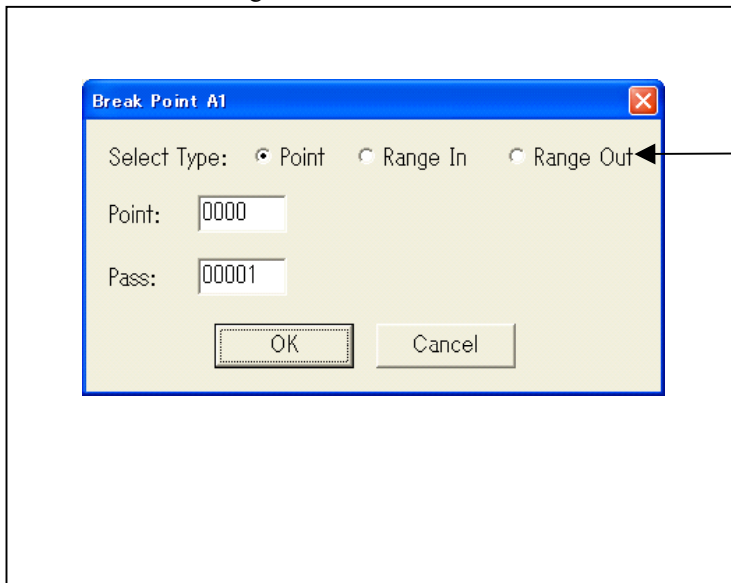 Break Point A1
Select Type: Point Range In Range Out
Point: 0000
Pass: 00001
OK Cancel